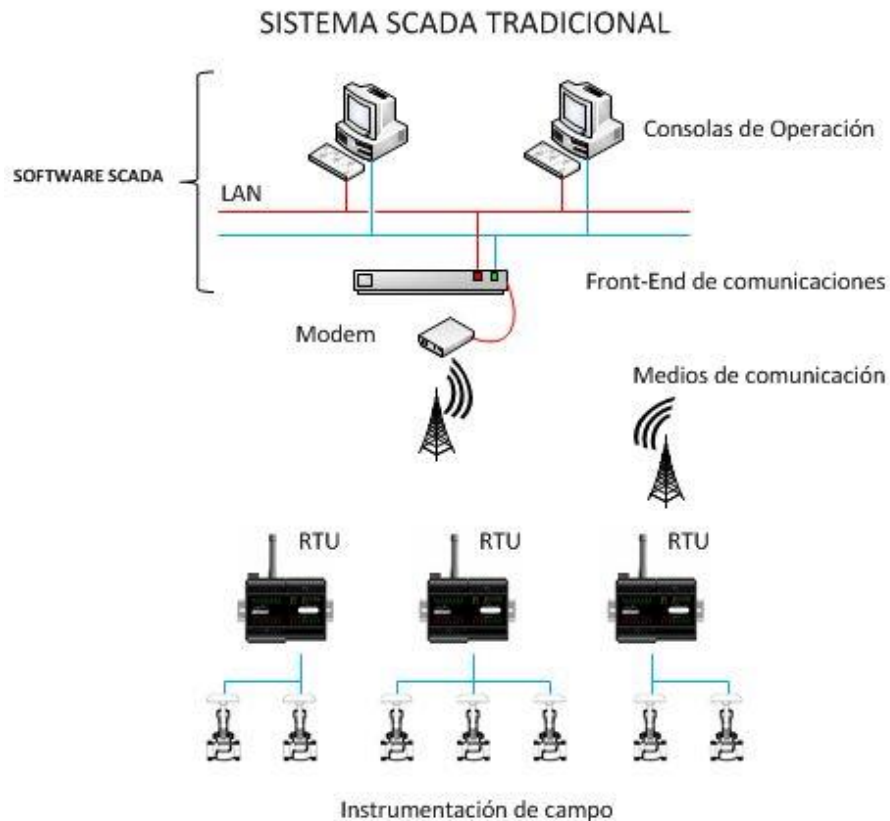 SISTEMA SCADA TRADICIONAL
Consolas de Operación
SOFTWARE SCADA
LAN
Front-End de comunicaciones
Modem
Medios de comunicación
RTU
RTU
RTU
Instrumentación de campo